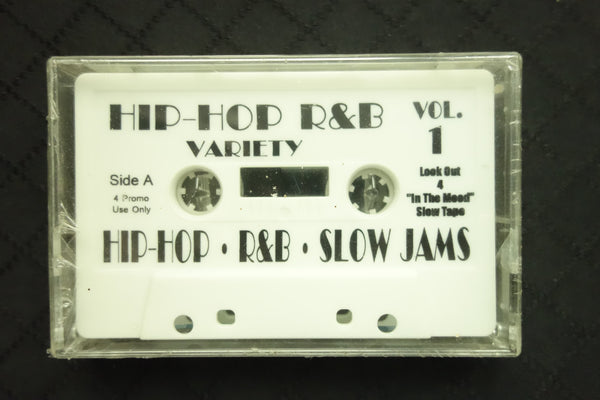 HIP-HOP R&B
VARIETY
VOL.
1
Side A
4 Promo
Use Only
Look Out
4
"In The Mood"
Slow Tape
HIP-HOP • R&B • SLOW JAMS